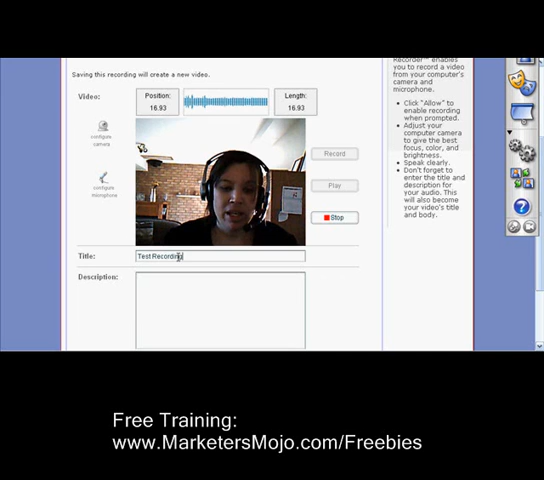 Recorder™ enables
you to record a video
from your computer's
camera and
microphone.
Saving this recording will create a new video.
Video:
Position:
16.93
Length:
16.93
configure
camera
configure
microphone
Record
Play
Stop
• Click "Allow" to
enable recording
when prompted.
• Adjust your
computer camera
to give the best
focus, color, and
brightness.
• Speak clearly.
• Don't forget to
enter the title and
description for
your audio. This
will also become
your video's title
and body.
Title:
Test Recording
Description:
Free Training:
www.MarketersMojo.com/Freebies